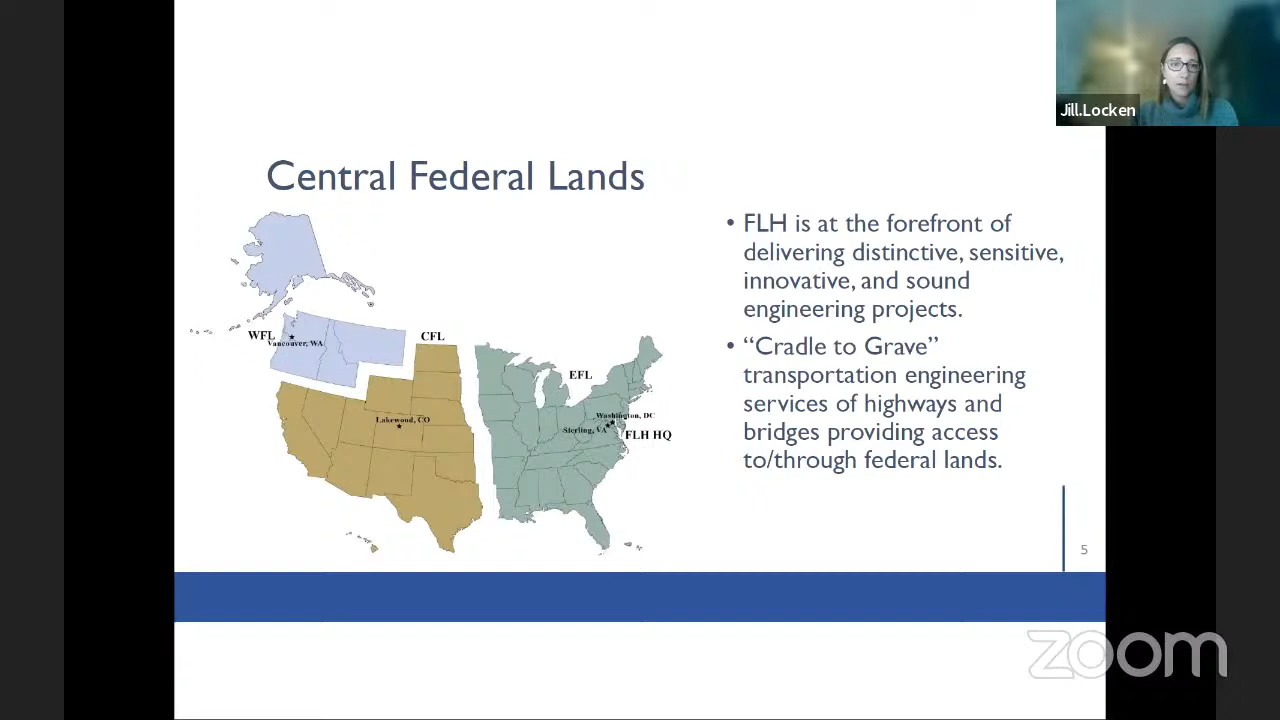 Jill.Locken
Central Federal Lands
• FLH is at the forefront of
delivering distinctive, sensitive,
innovative, and sound
engineering projects.
• “Cradle to Grave”
transportation engineering
services of highways and
bridges providing access
to/through federal lands.
WFL
Vancouver, WA
CFL
EFL
Lakewood, CO
Washington, DC
Sterling, VA
FLH HQ
5
zoom